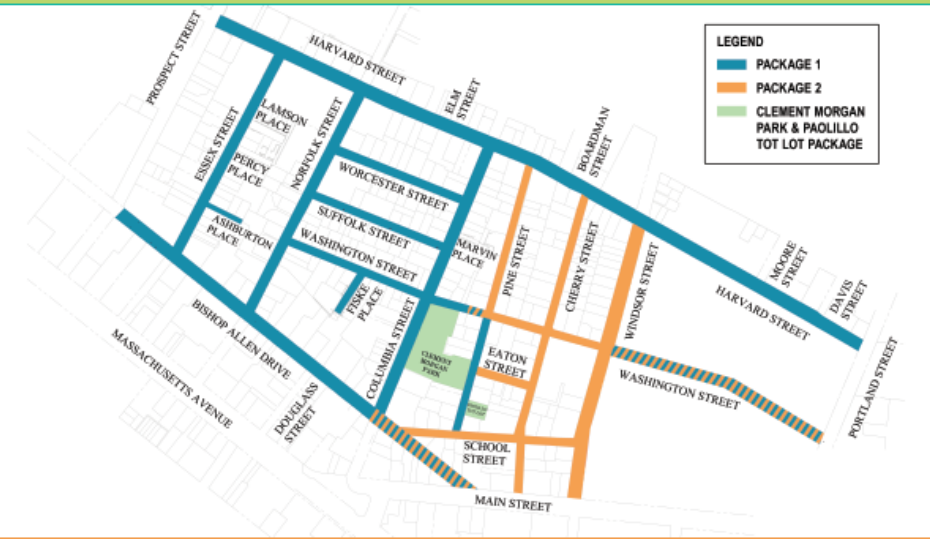 LEGEND
PACKAGE 1
PACKAGE 2
CLEMENT MORGAN
PARK & PAOLILLO
TOT LOT PACKAGE
PROSPECT STREET
HARVARD STREET
ELM
STREET
BOARDMAN
STREET
ESSEX STREET
LAMSON
PLACE
NORFOLK STREET
PERCY
PLACE
WORCESTER STREET
SUFFOLK STREET
WASHINGTON STREET
ASHBURTON
PLACE
MARVIN
PLACE
PINE STREET
CHERRY STREET
WINDSOR STREET
MOORE
STREET
DAVIS
STREET
HARVARD STREET
FISKE
PLACE
COLUMBIA STREET
BISHOP ALLEN DRIVE
MASSACHUSETTS AVENUE
DOUGLASS
STREET
CLEMENT
MORGAN
PARK
EATON
STREET
WASHINGTON STREET
PORTLAND STREET
SCHOOL
STREET
MAIN STREET